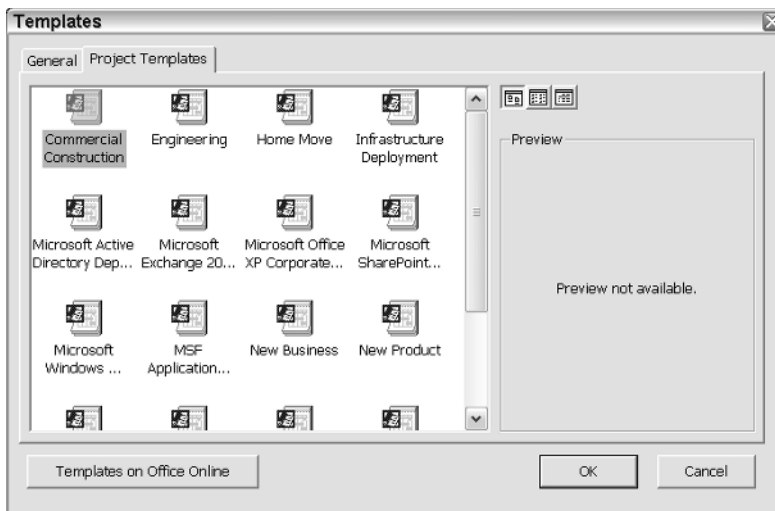 Templates
General Project Templates
Commercial Construction
Engineering
Home Move
Infrastructure Deployment
Preview
Microsoft Active Directory Dep...
Microsoft Exchange 20...
Microsoft Office XP Corporate...
Microsoft SharePoint...
Preview not available.
Microsoft Windows ...
MSF Application...
New Business
New Product
Templates on Office Online
OK
Cancel